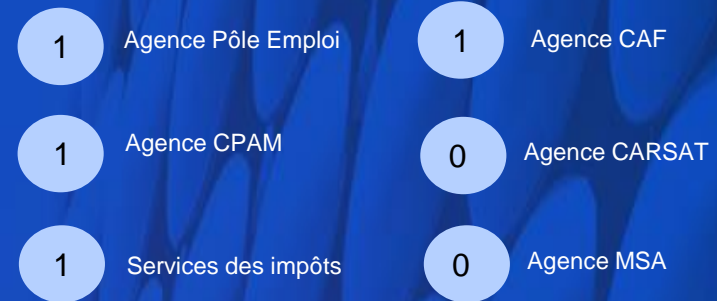 1 Agence Pôle Emploi
1 Agence CAF
1 Agence CPAM
0 Agence CARSAT
1 Services des impôts
0 Agence MSA